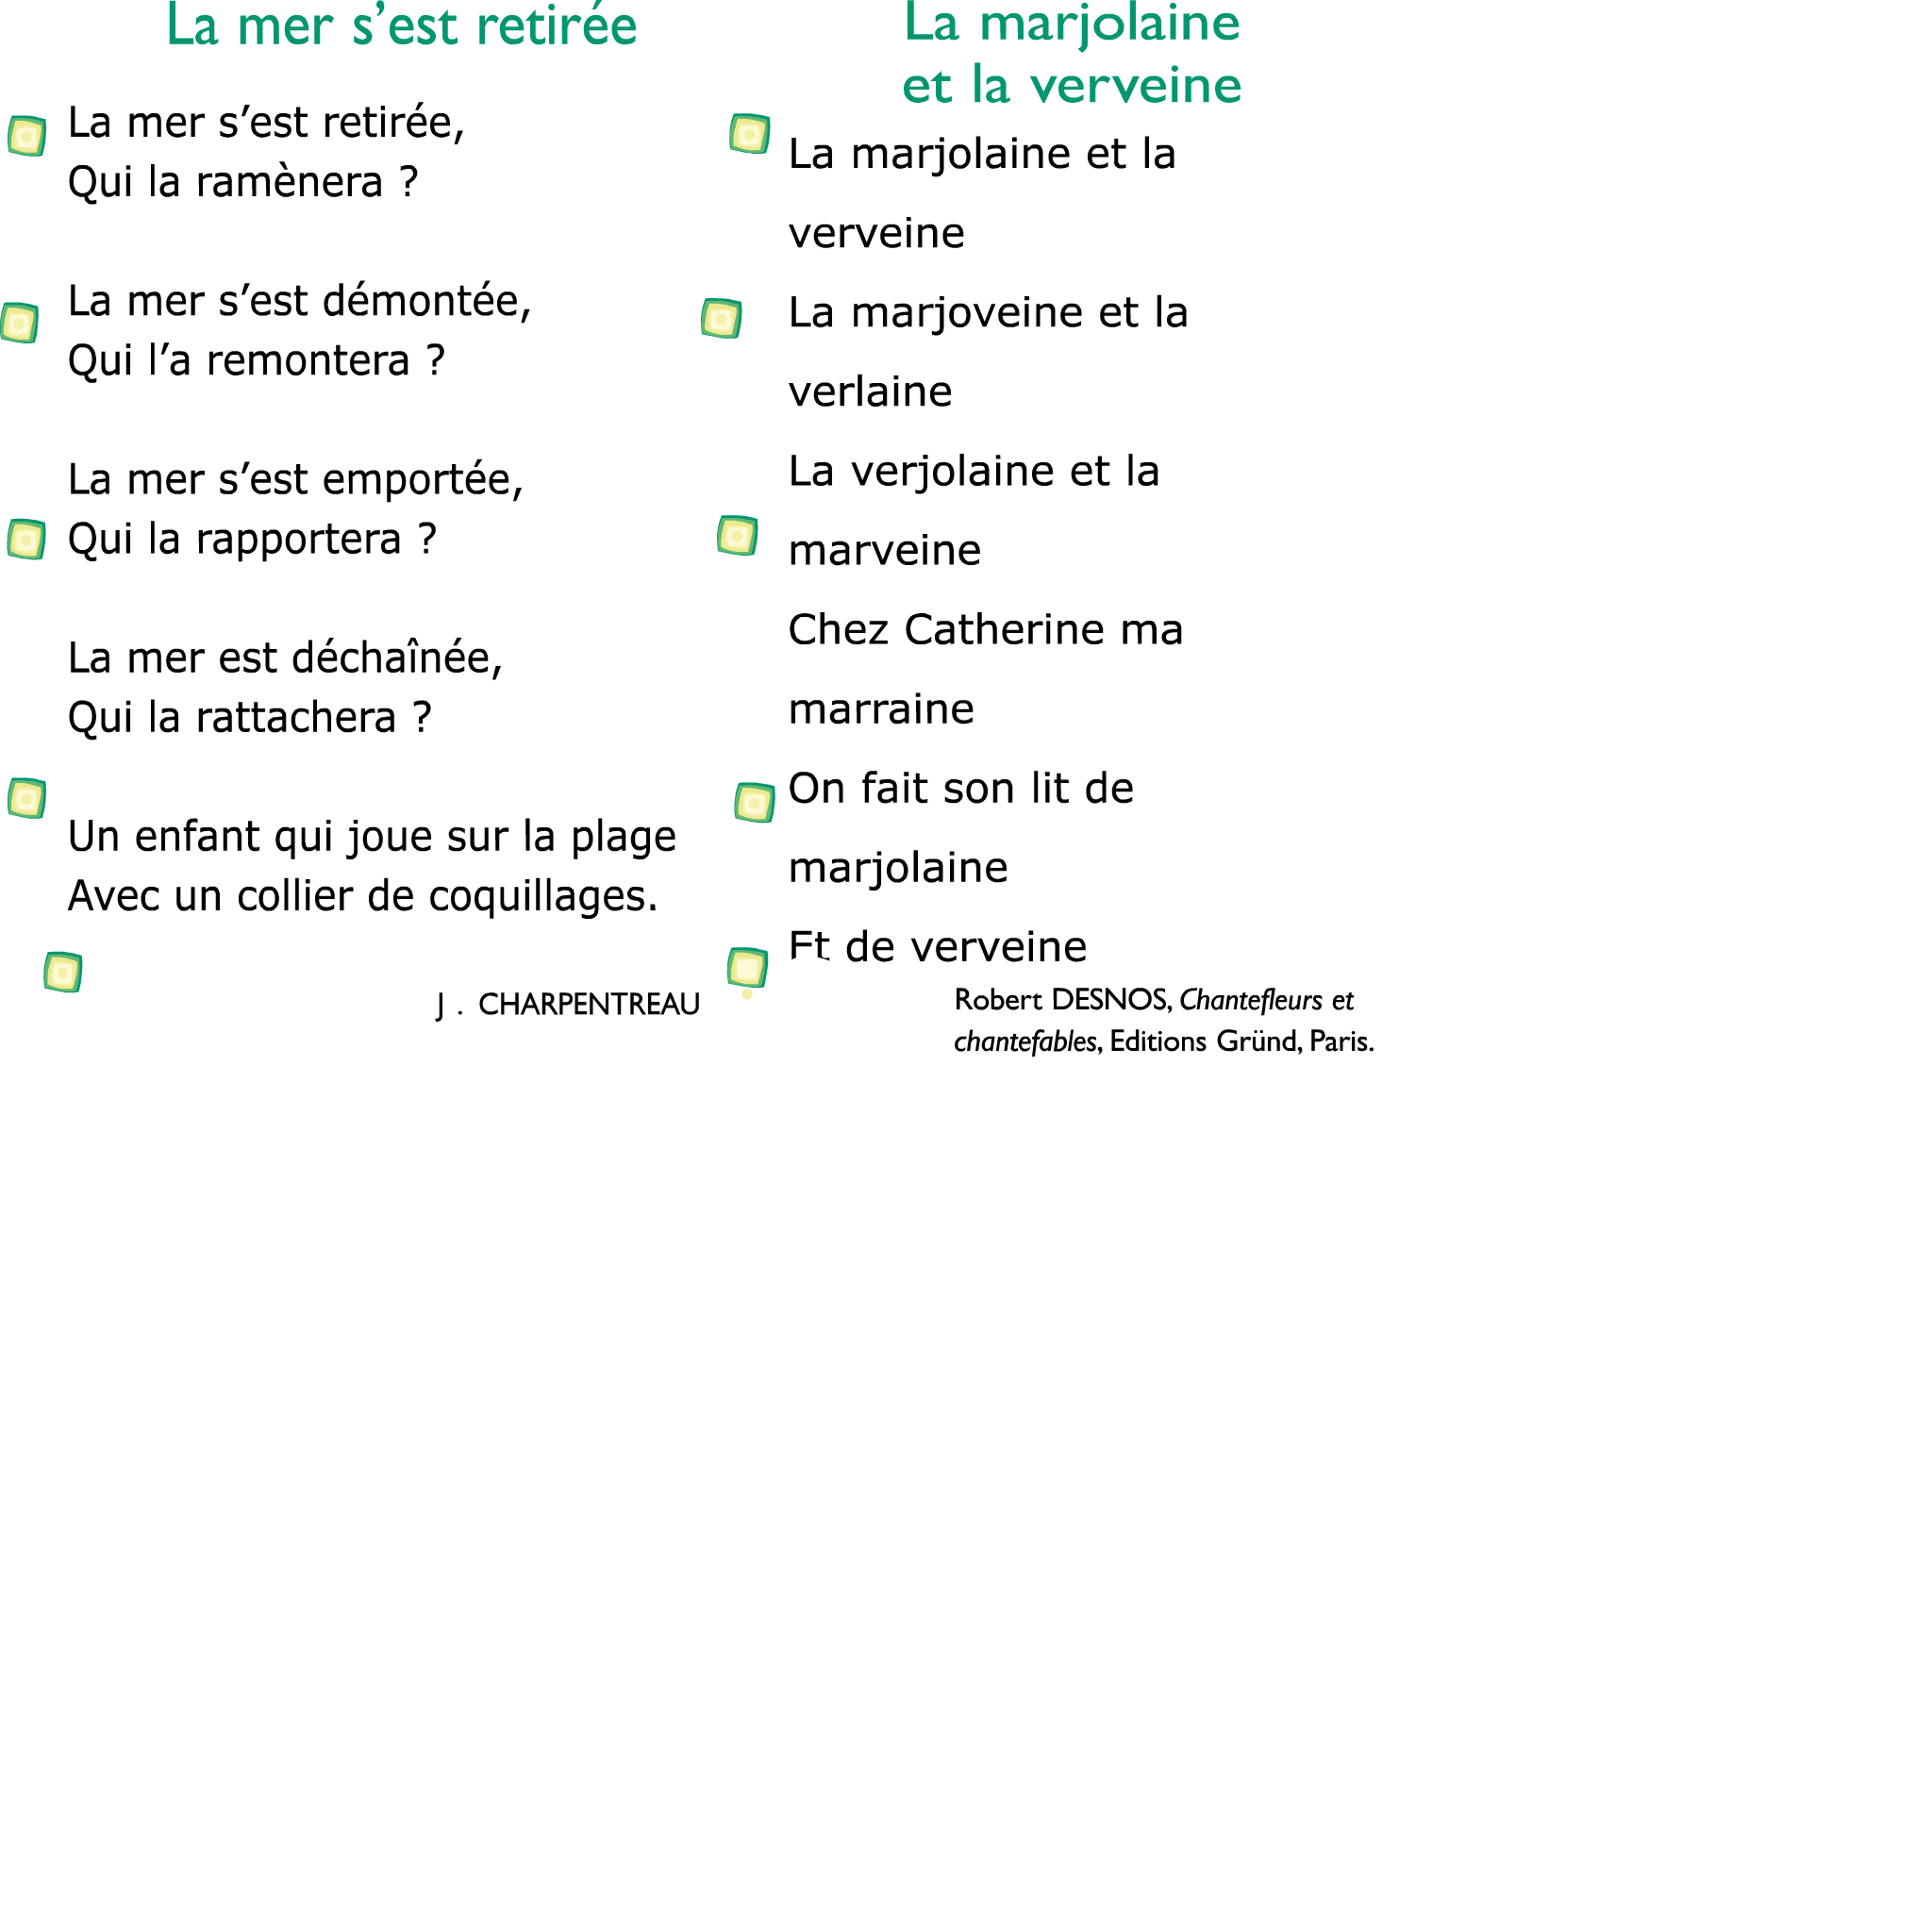 La mer s’est retirée
La mer s’est retirée,
Qui la ramènera ?
La mer s’est démontée,
Qui l’a remontera ?
La mer s’est emportée,
Qui la rapportera ?
La mer est déchaînée,
Qui la rattachera ?
Un enfant qui joue sur la plage
Avec un collier de coquillages.
J . CHARPENTREAU
La marjolaine
et la verveine
La marjolaine et la
verveine
La marjoveine et la
verlaine
La verjolaine et la
marveine
Chez Catherine ma
marraine
On fait son lit de
marjolaine
Et de verveine
Robert DESNOS, Chantefleurs et
chantefables, Editions Gründ, Paris.